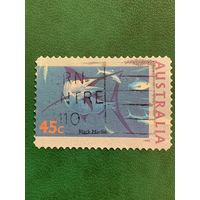 AUSTRALIA
RN
NTRE
110
45c
Black Marlin